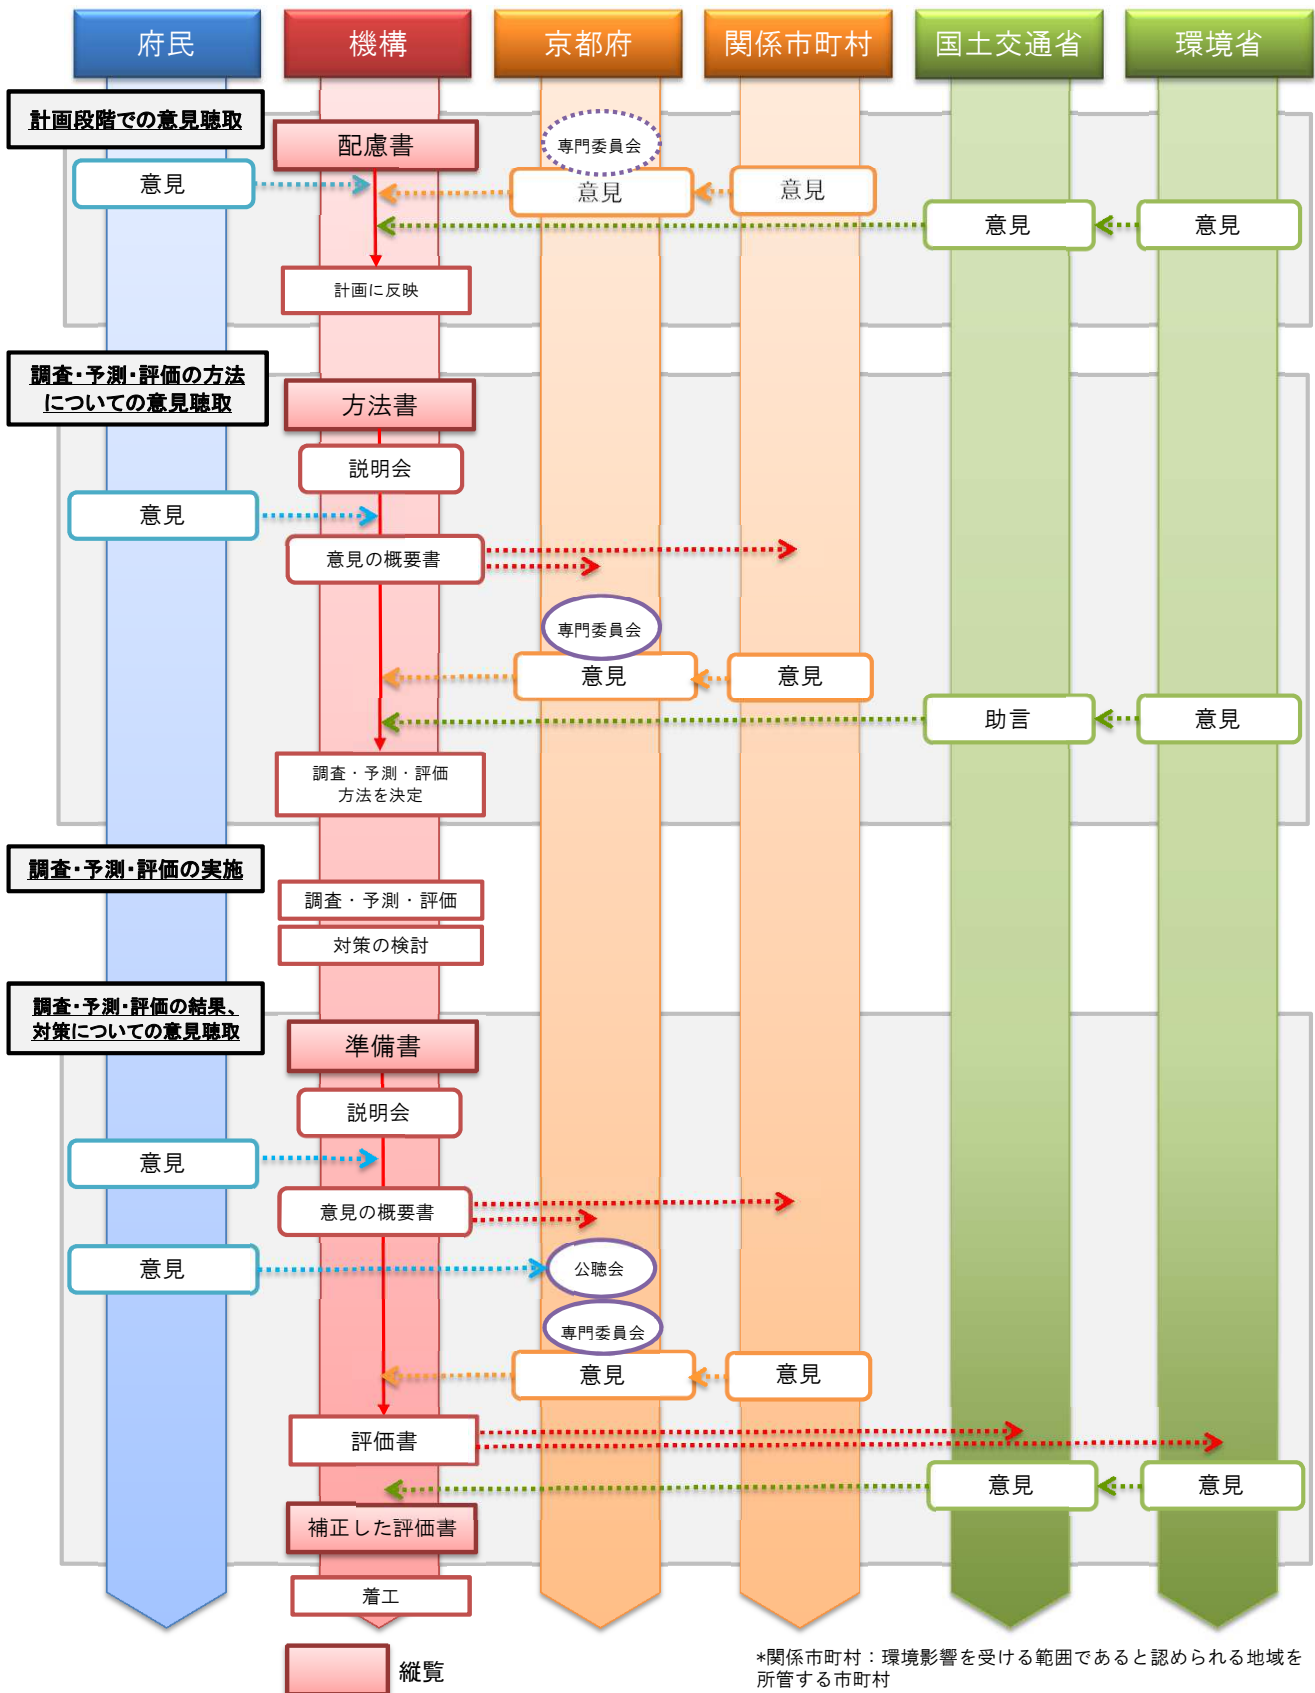 府民
機構
京都府
関係市町村
国土交通省
環境省
計画段階での意見聴取
配慮書
専門委員会
意見
意見
意見
意見
意見
計画に反映
調査・予測・評価の方法
についての意見聴取
方法書
説明会
意見
意見の概要書
専門委員会
意見
意見
助言
意見
調査・予測・評価
方法を決定
調査・予測・評価の実施
調査・予測・評価
対策の検討
調査・予測・評価の結果、
対策についての意見聴取
準備書
説明会
意見
意見の概要書
意見
公聴会
専門委員会
意見
意見
評価書
意見
意見
補正した評価書
着工
縦覧
*関係市町村：環境影響を受ける範囲であると認められる地域を
所管する市町村